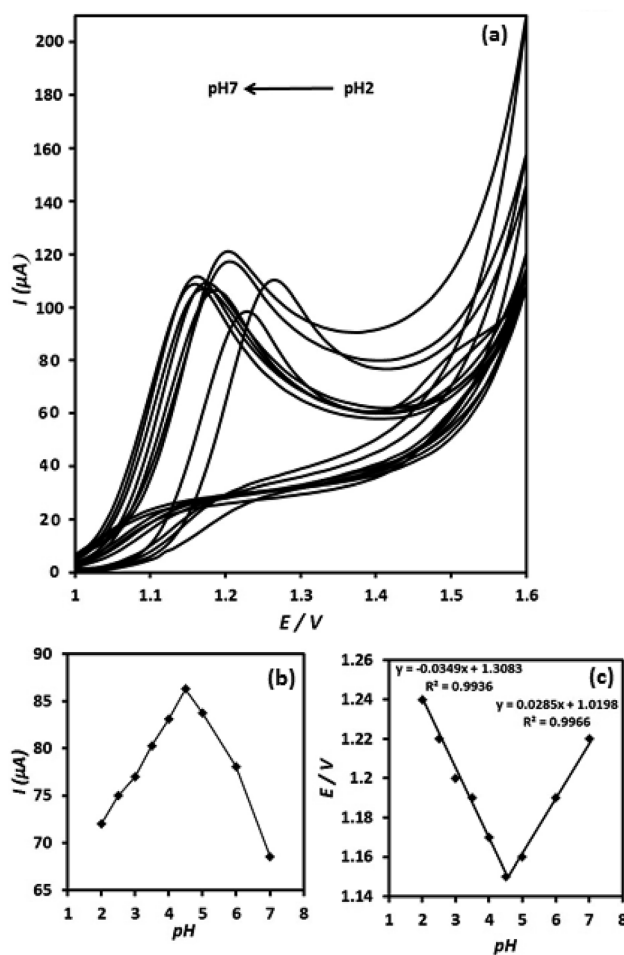 (a)
pH7 pH2
I (µA)
200
180
160
140
120
100
80
60
40
20
0
1 1.1 1.2 1.3 1.4 1.5 1.6
E / V
(b)
I (µA)
90
85
80
75
70
65
1 2 3 4 5 6 7 8
pH
(c)
E / V
1.26
1.24
1.22
1.2
1.18
1.16
1.14
y = -0.0349x + 1.3083
R² = 0.9936
y = 0.0285x + 1.0198
R² = 0.9966
1 2 3 4 5 6 7 8
pH